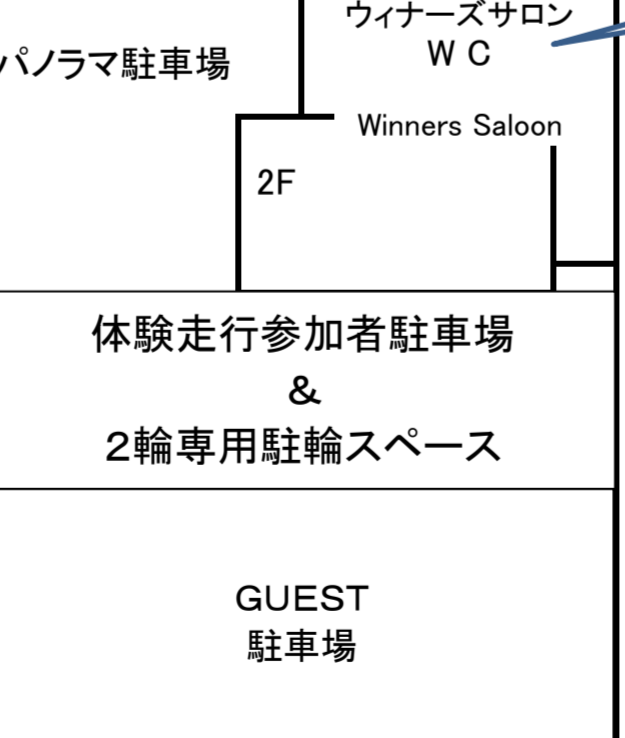 ウィナーズサロン
W C
パノラマ駐車場
Winners Saloon
2F
体験走行参加者駐車場
&
２輪専用駐輪スペース
GUEST
駐車場